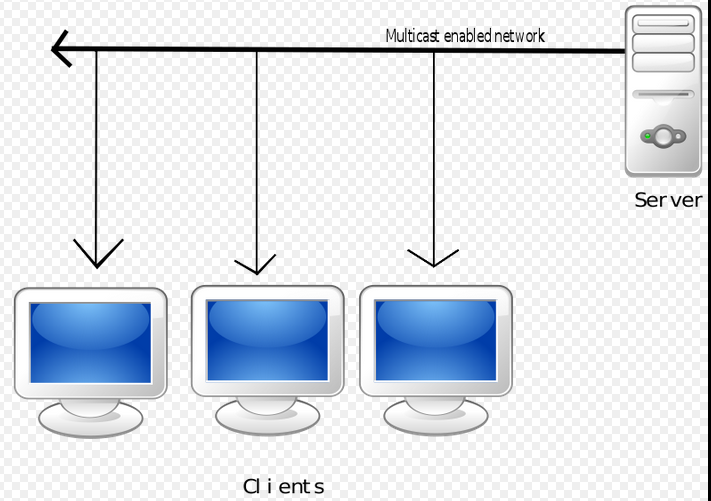 Multicast enabled network
Server
Clients